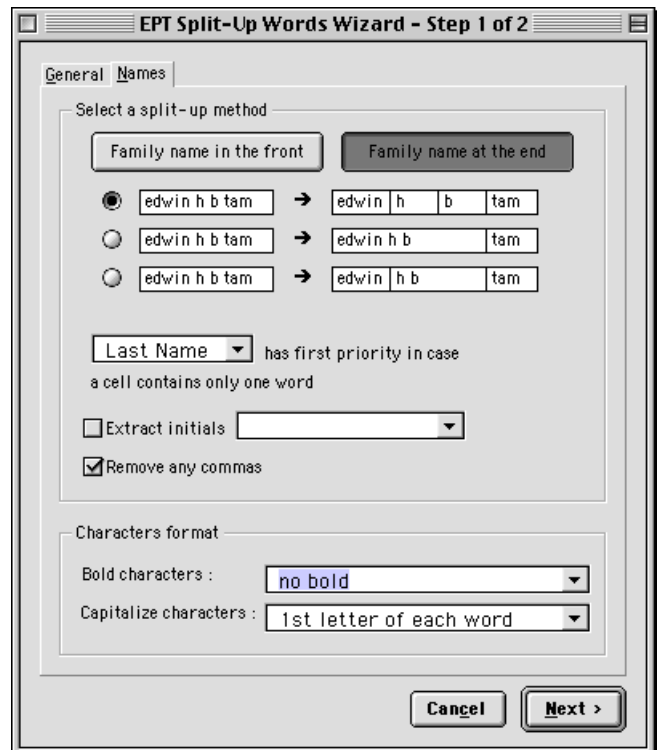 EPT Split-Up Words Wizard - Step 1 of 2
General Names
Select a split-up method
Family name in the front Family name at the end
edwin h b tam → edwin h b tam
edwin h b tam → edwin h b tam
edwin h b tam → edwin h b tam
Last Name has first priority in case
a cell contains only one word
Extract initials
Remove any commas
Characters format
Bold characters : no bold
Capitalize characters : 1st letter of each word
Cancel Next >